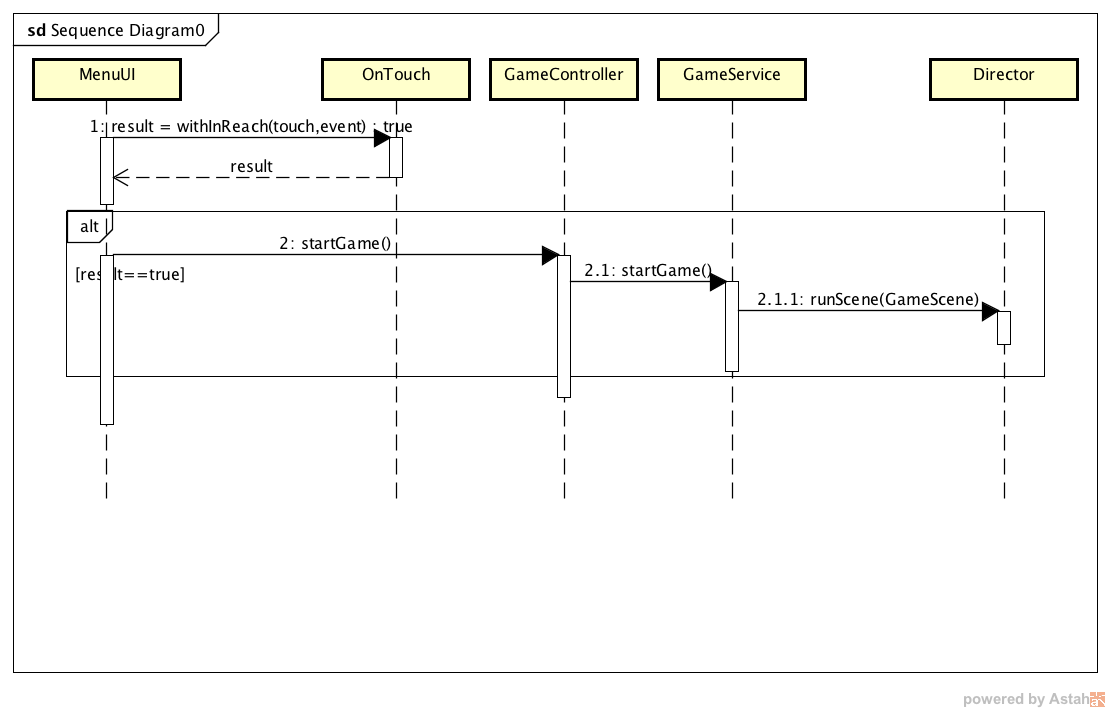 sd Sequence Diagram0
MenuUI
OnTouch
GameController
GameService
Director
1: result = withInReach(touch,event) : true
result
alt
2: startGame()
[result==true]
2.1: startGame()
2.1.1: runScene(GameScene)
powered by Astah